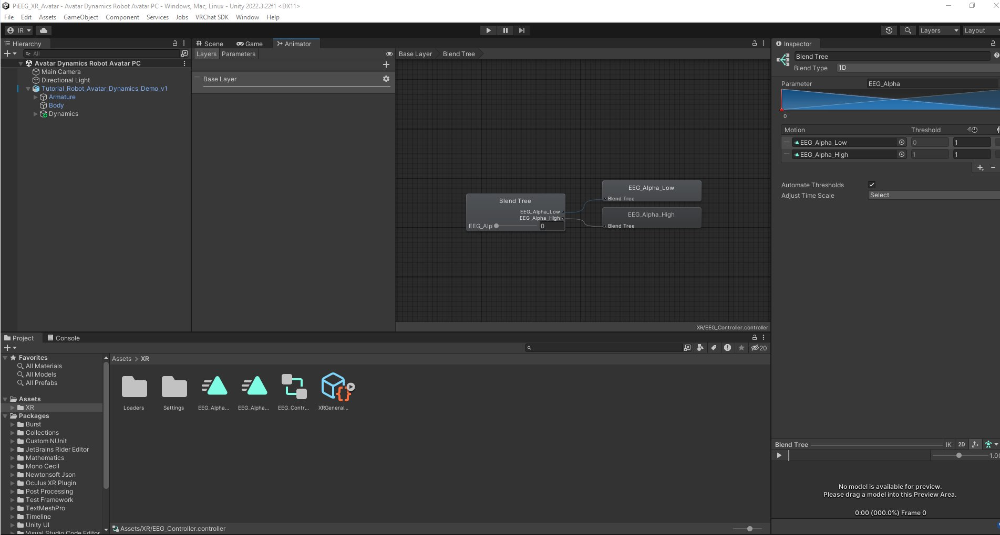 PiEEG_XR_Avatar - Avatar Dynamics Robot Avatar PC - Windows, Mac, Linux - Unity 2022.3.22f1 <DX11>
File Edit Assets GameObject Component Services Jobs VRChat SDK Window Help
IR
Layers
Layout
Hierarchy
All
Avatar Dynamics Robot Avatar PC
Main Camera
Directional Light
Tutorial_Robot_Avatar_Dynamics_Demo_v1
Armature
Body
Dynamics
Scene Game Animator
Layers Parameters
Base Layer
Base Layer Blend Tree
Blend Tree
EEG_Alpha_Low
EEG_Alpha_High
EEG_Alp 0
EEG_Alpha_Low
Blend Tree
EEG_Alpha_High
Blend Tree
XR/EEG_Controller.controller
Inspector
Blend Tree
Blend Type 1D
Parameter EEG_Alpha
0
Motion Threshold
EEG_Alpha_Low 0 1
EEG_Alpha_High 1 1
Automate Thresholds
Adjust Time Scale Select
Blend Tree IK 2D
1.00
No model is available for preview.
Please drag a model into this Preview Area.
0:00 (000.0%) Frame 0
Project Console
20
Favorites
All Materials
All Models
All Prefabs
Assets
XR
Packages
Burst
Collections
Custom NUnit
JetBrains Rider Editor
Mathematics
Mono Cecil
Newtonsoft Json
Oculus XR Plugin
Post Processing
Test Framework
TextMeshPro
Timeline
Unity UI
Visual Studio Code Editor
Assets > XR
Loaders
Settings
EEG_Alpha...
EEG_Alpha...
EEG_Contr...
XRGeneral...
Assets/XR/EEG_Controller.controller